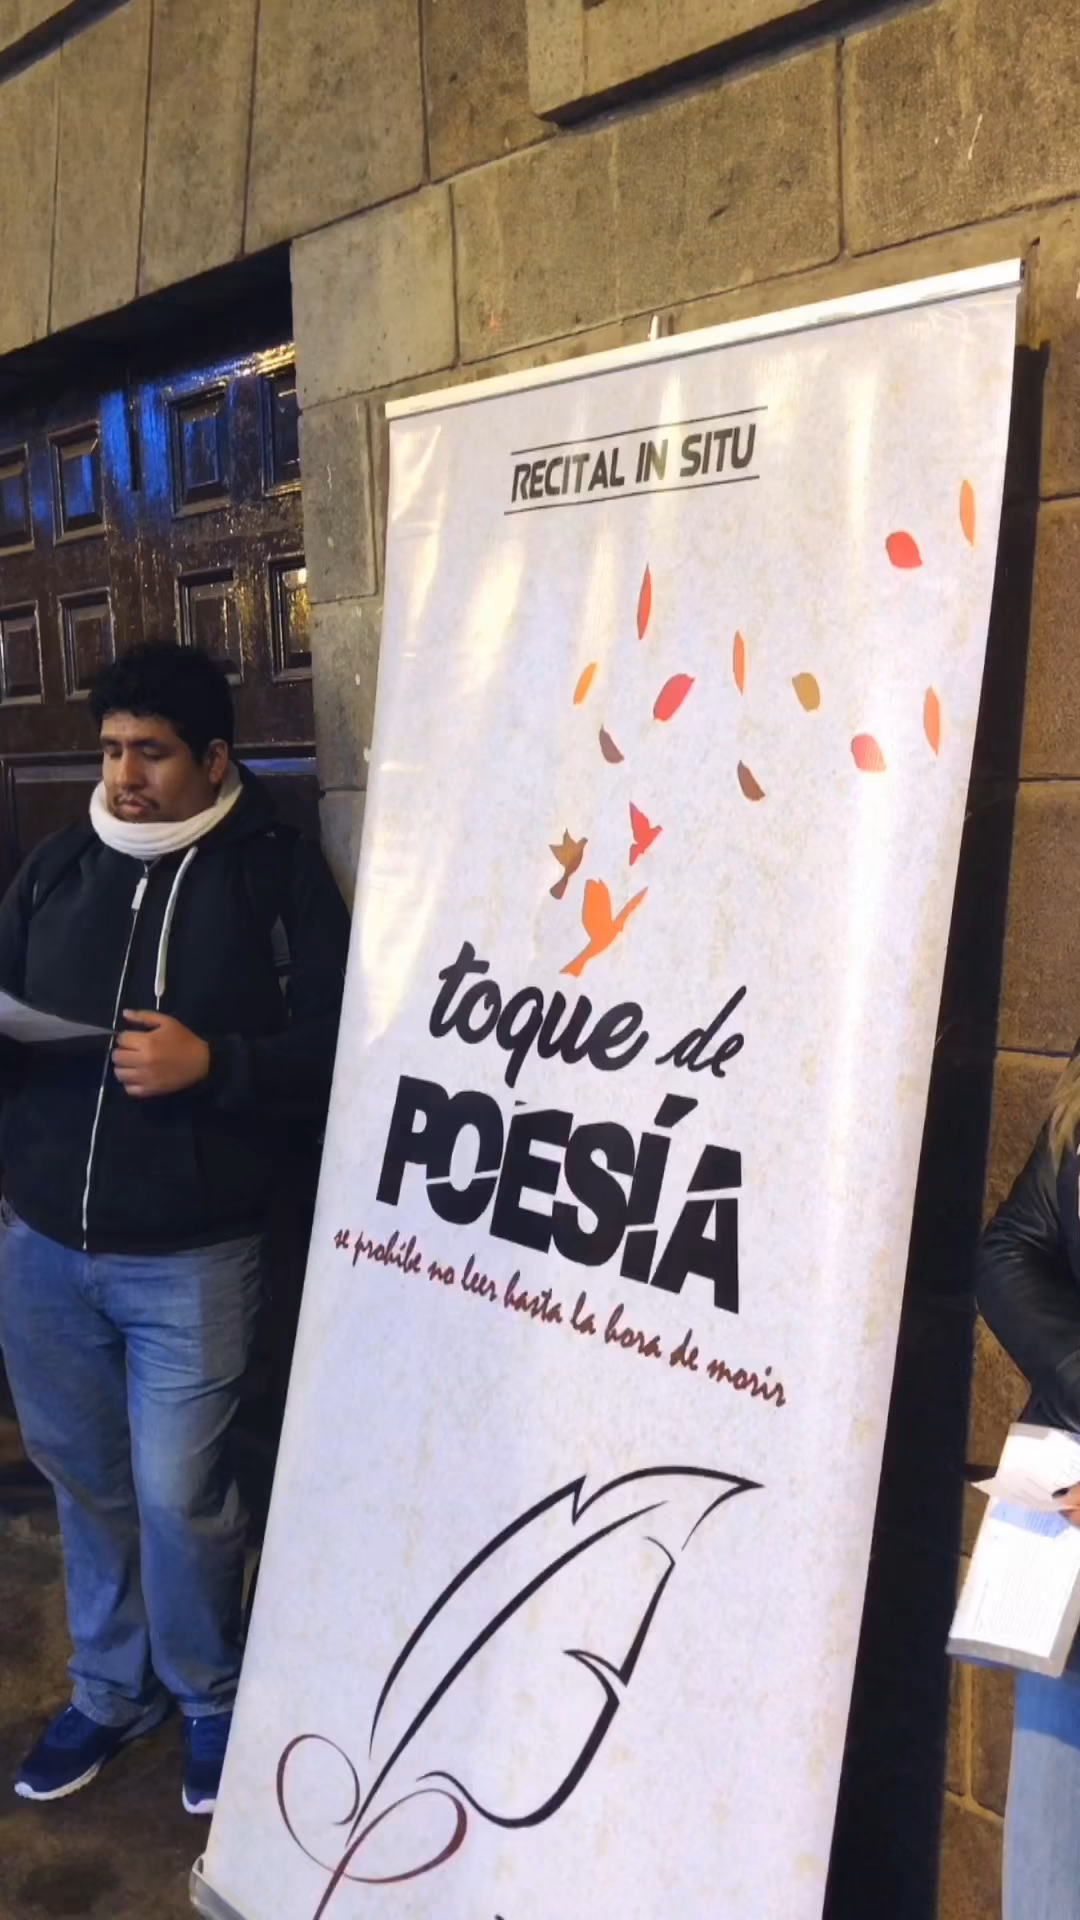 RECITAL IN SITU
toque de
POESÍA
se prohíbe no leer hasta la hora de morir